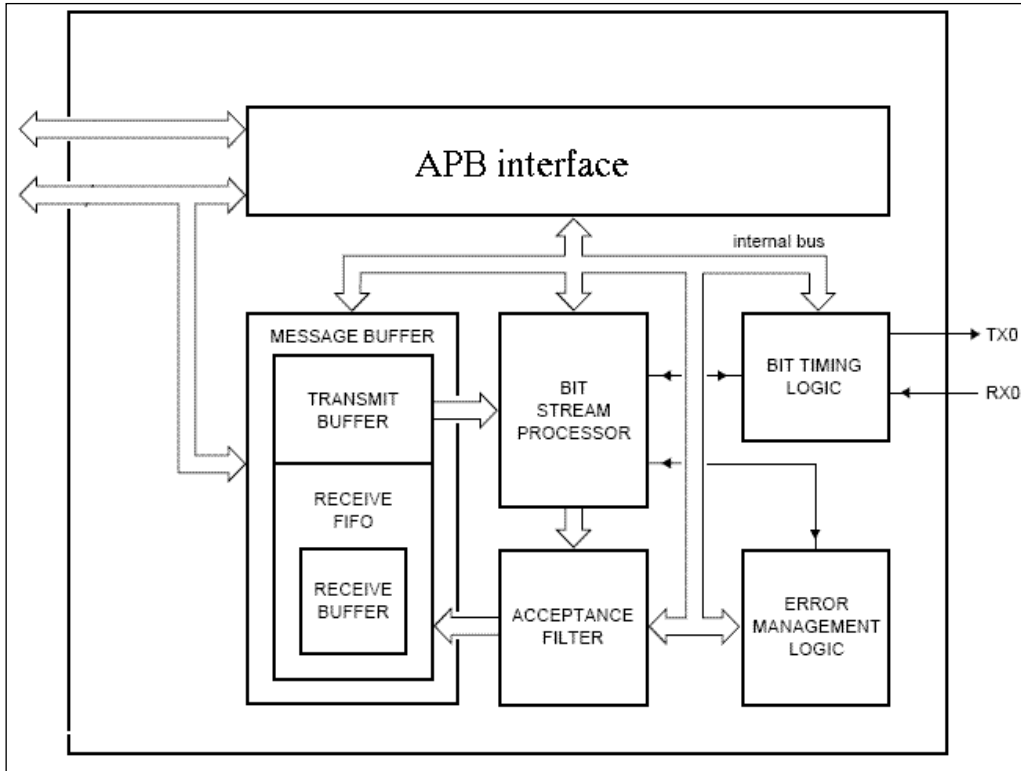 APB interface
internal bus
MESSAGE BUFFER
TRANSMIT
BUFFER
RECEIVE
FIFO
RECEIVE
BUFFER
BIT
STREAM
PROCESSOR
ACCEPTANCE
FILTER
BIT TIMING
LOGIC
ERROR
MANAGEMENT
LOGIC
TX0
RX0